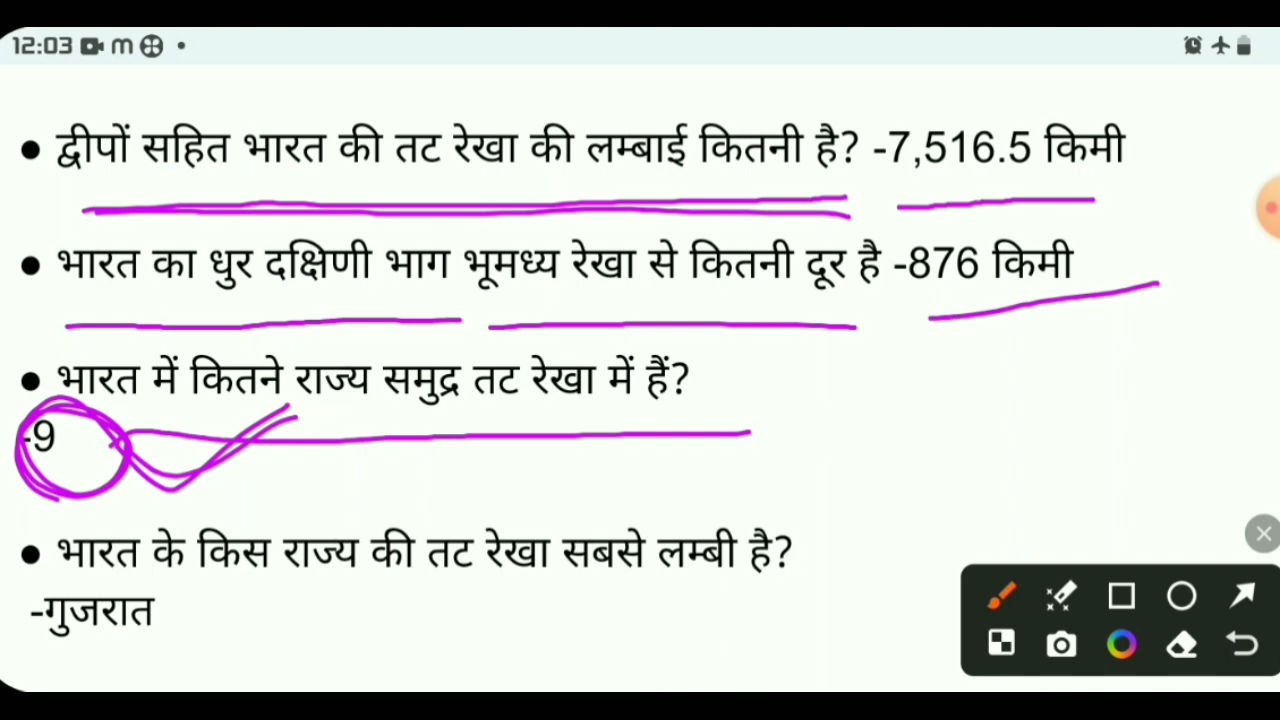 12:03
● द्वीपों सहित भारत की तट रेखा की लम्बाई कितनी है? -7,516.5 किमी
● भारत का धुर दक्षिणी भाग भूमध्य रेखा से कितनी दूर है -876 किमी
● भारत में कितने राज्य समुद्र तट रेखा में हैं?
-9
● भारत के किस राज्य की तट रेखा सबसे लम्बी है?
-गुजरात